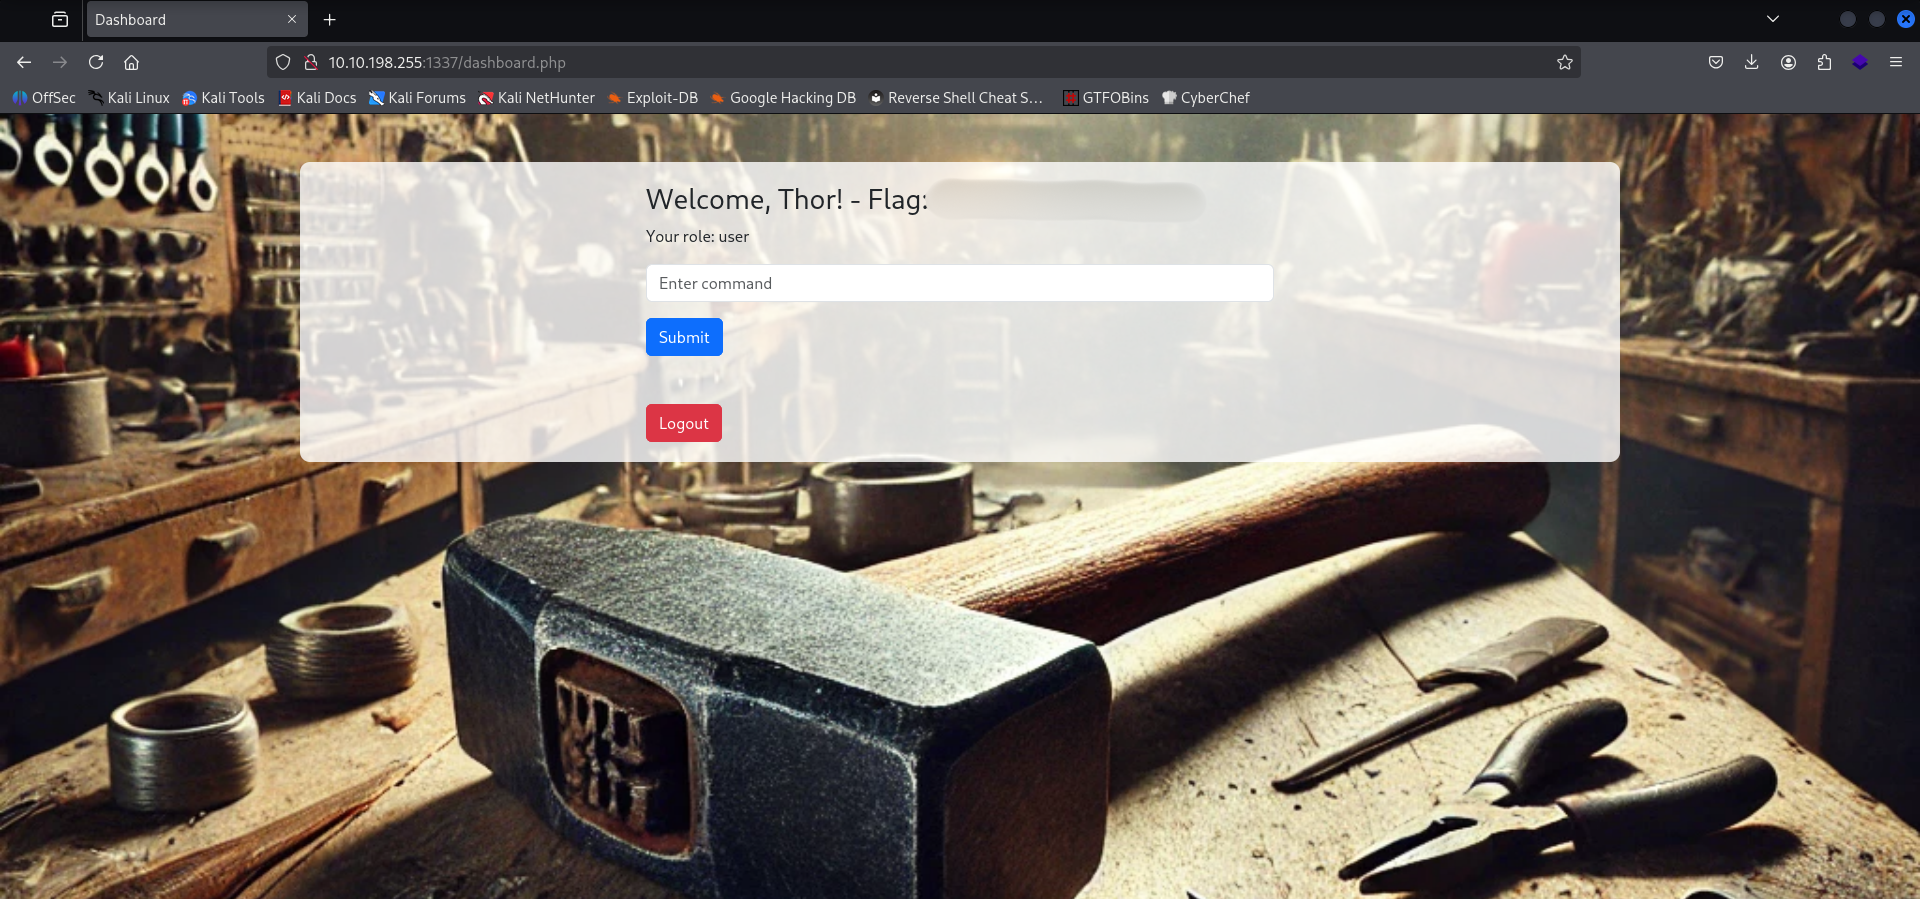 Dashboard
10.10.198.255:1337/dashboard.php
OffSec Kali Linux Kali Tools Kali Docs Kali Forums Kali NetHunter Exploit-DB Google Hacking DB Reverse Shell Cheat S... GTFOBins CyberChef
Welcome, Thor! - Flag:
Your role: user
Enter command
Submit
Logout